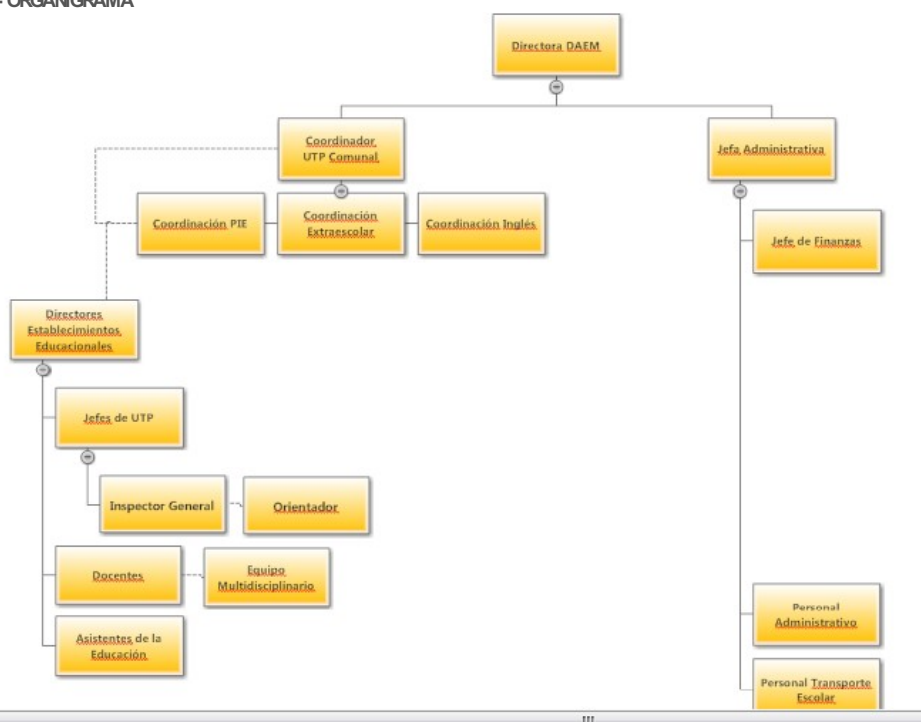 - ORGANIGRAMA
Directora DAEM
Coordinador
UTP Comunal
Jefa Administrativa
Coordinación PIE
Coordinación
Extraescolar
Coordinación Inglés
Jefe de Finanzas
Directores
Establecimientos
Educacionales
Jefes de UTP
Inspector General
Orientador
Docentes
Equipo
Multidisciplinario
Asistentes de la
Educación
Personal
Administrativo
Personal Transporte
Escolar